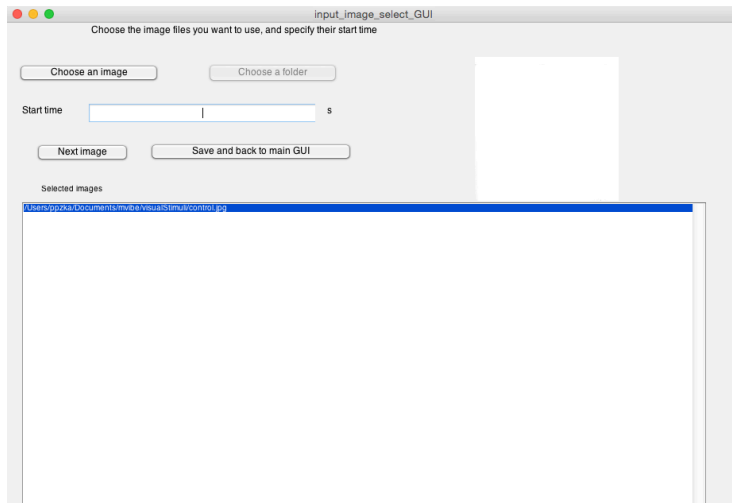 input_image_select_GUI
Choose the image files you want to use, and specify their start time
Choose an image
Choose a folder
Start time
s
Next image
Save and back to main GUI
Selected images
/Users/ppzka/Documents/mvibe/visualStimuli/control.jpg